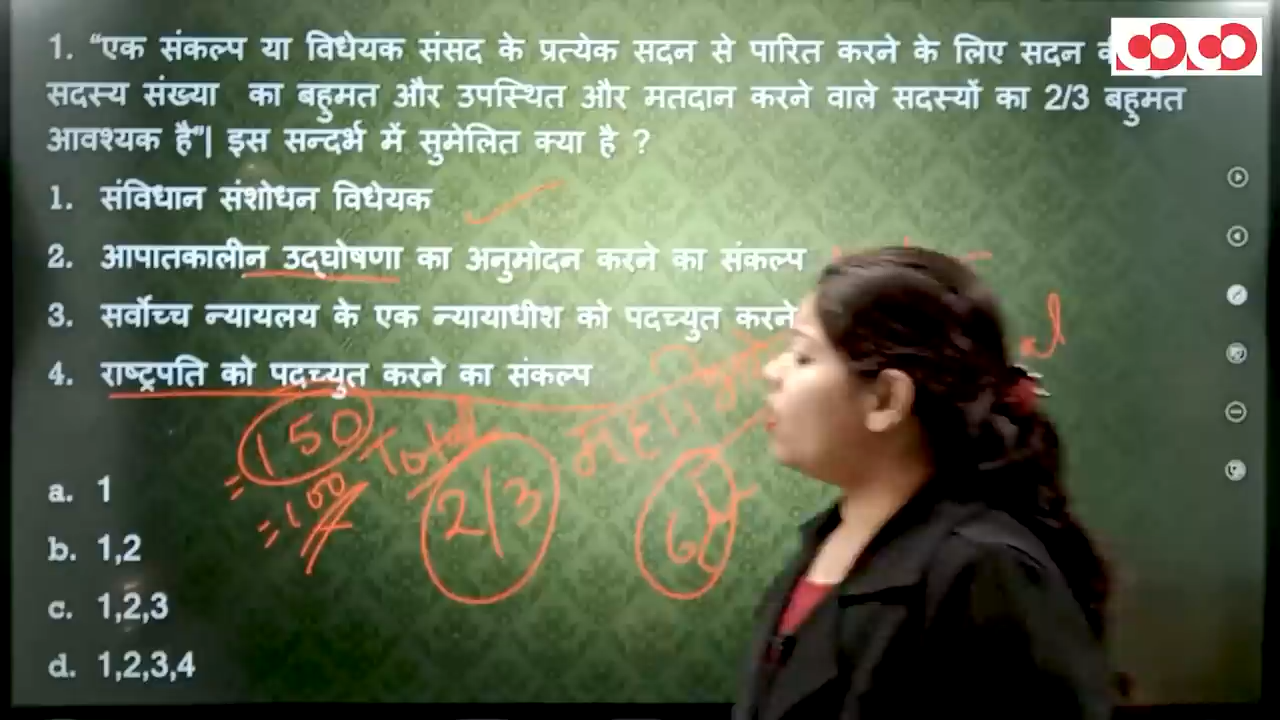 1. “एक संकल्प या विधेयक संसद के प्रत्येक सदन से पारित करने के लिए सदन
सदस्य संख्या का बहुमत और उपस्थित और मतदान करने वाले सदस्यों का 2/3 बहुमत
आवश्यक है”| इस सन्दर्भ में सुमेलित क्या है ?
1. संविधान संशोधन विधेयक
2. आपातकालीन उद्घोषणा का अनुमोदन करने का संकल्प
3. सर्वोच्च न्यायलय के एक न्यायाधीश को पदच्युत करने
4. राष्ट्रपति को पदच्युत करने का संकल्प
150
100
2/3
a. 1
b. 1,2
c. 1,2,3
d. 1,2,3,4